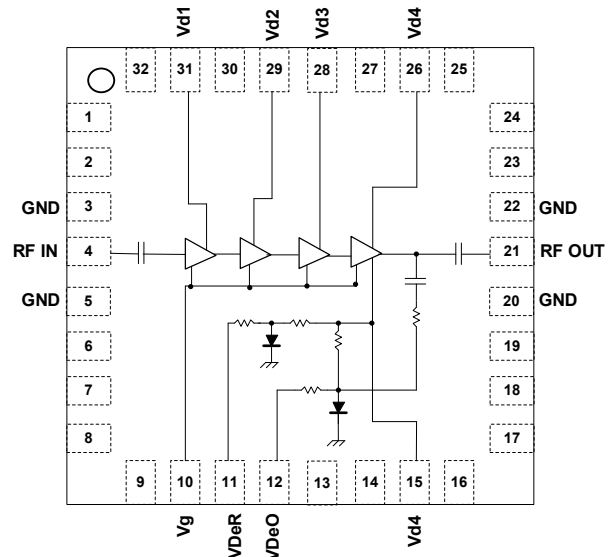 Vd1 Vd2 Vd3 Vd4
32 31 30 29 28 27 26 25
1 24
2 23
GND 3 22 GND
RF IN 4 21 RF OUT
GND 5 20 GND
6 19
7 18
8 17
9 10 11 12 13 14 15 16
Vg VDeR VDeO Vd4